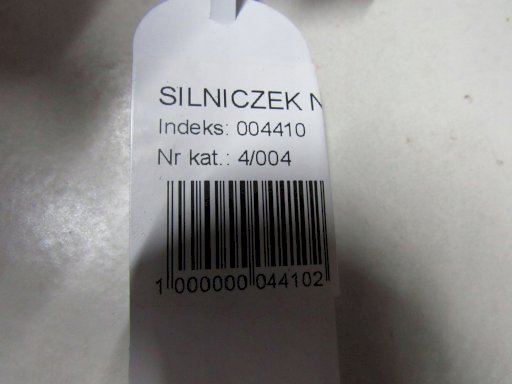 SILNICZEK N
Indeks: 004410
Nr kat.: 4/004
1 000000 044102